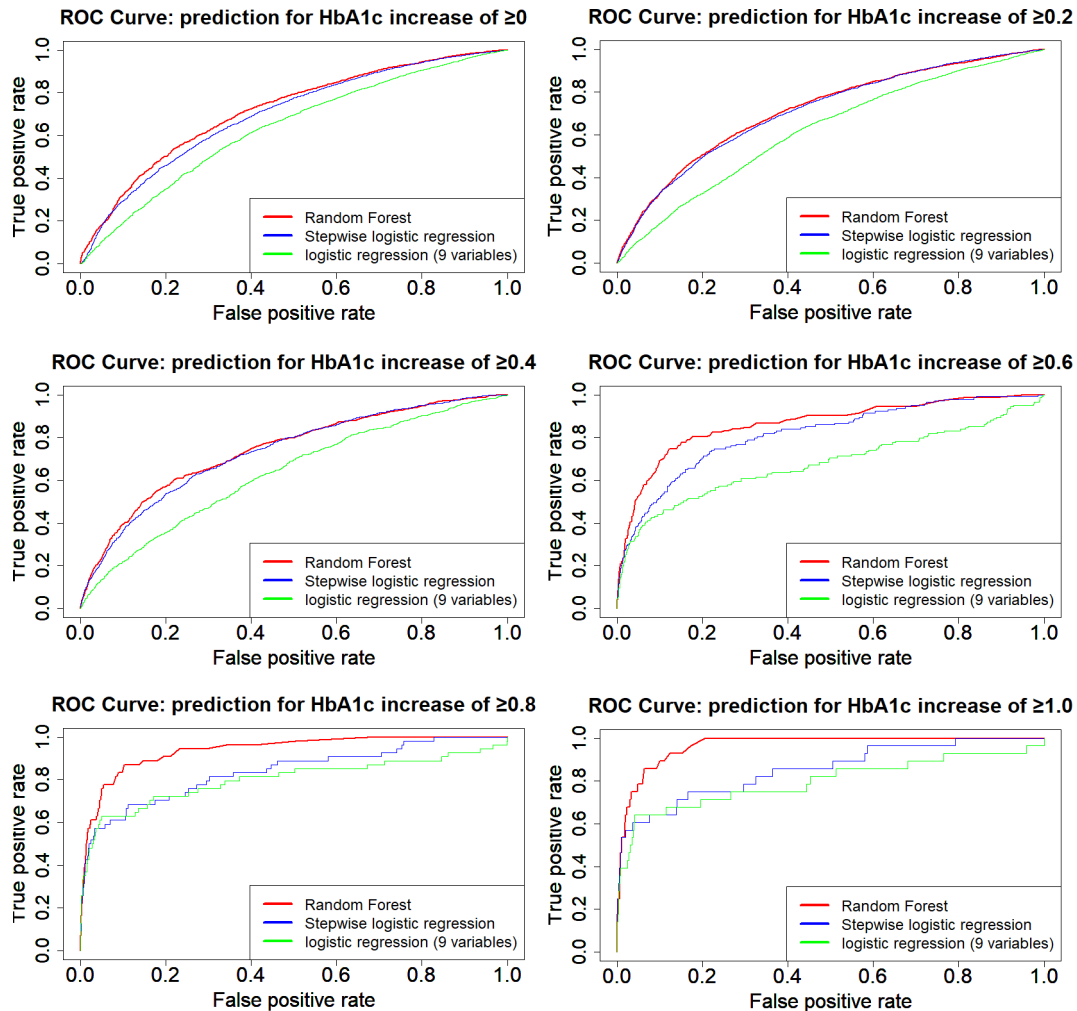 ROC Curve: prediction for HbA1c increase of ≥0
True positive rate
0.0 0.2 0.4 0.6 0.8 1.0
Random Forest
Stepwise logistic regression
logistic regression (9 variables)
0.0 0.2 0.4 0.6 0.8 1.0
False positive rate
ROC Curve: prediction for HbA1c increase of ≥0.2
True positive rate
0.0 0.2 0.4 0.6 0.8 1.0
Random Forest
Stepwise logistic regression
logistic regression (9 variables)
0.0 0.2 0.4 0.6 0.8 1.0
False positive rate
ROC Curve: prediction for HbA1c increase of ≥0.4
True positive rate
0.0 0.2 0.4 0.6 0.8 1.0
Random Forest
Stepwise logistic regression
logistic regression (9 variables)
0.0 0.2 0.4 0.6 0.8 1.0
False positive rate
ROC Curve: prediction for HbA1c increase of ≥0.6
True positive rate
0.0 0.2 0.4 0.6 0.8 1.0
Random Forest
Stepwise logistic regression
logistic regression (9 variables)
0.0 0.2 0.4 0.6 0.8 1.0
False positive rate
ROC Curve: prediction for HbA1c increase of ≥0.8
True positive rate
0.0 0.2 0.4 0.6 0.8 1.0
Random Forest
Stepwise logistic regression
logistic regression (9 variables)
0.0 0.2 0.4 0.6 0.8 1.0
False positive rate
ROC Curve: prediction for HbA1c increase of ≥1.0
True positive rate
0.0 0.2 0.4 0.6 0.8 1.0
Random Forest
Stepwise logistic regression
logistic regression (9 variables)
0.0 0.2 0.4 0.6 0.8 1.0
False positive rate